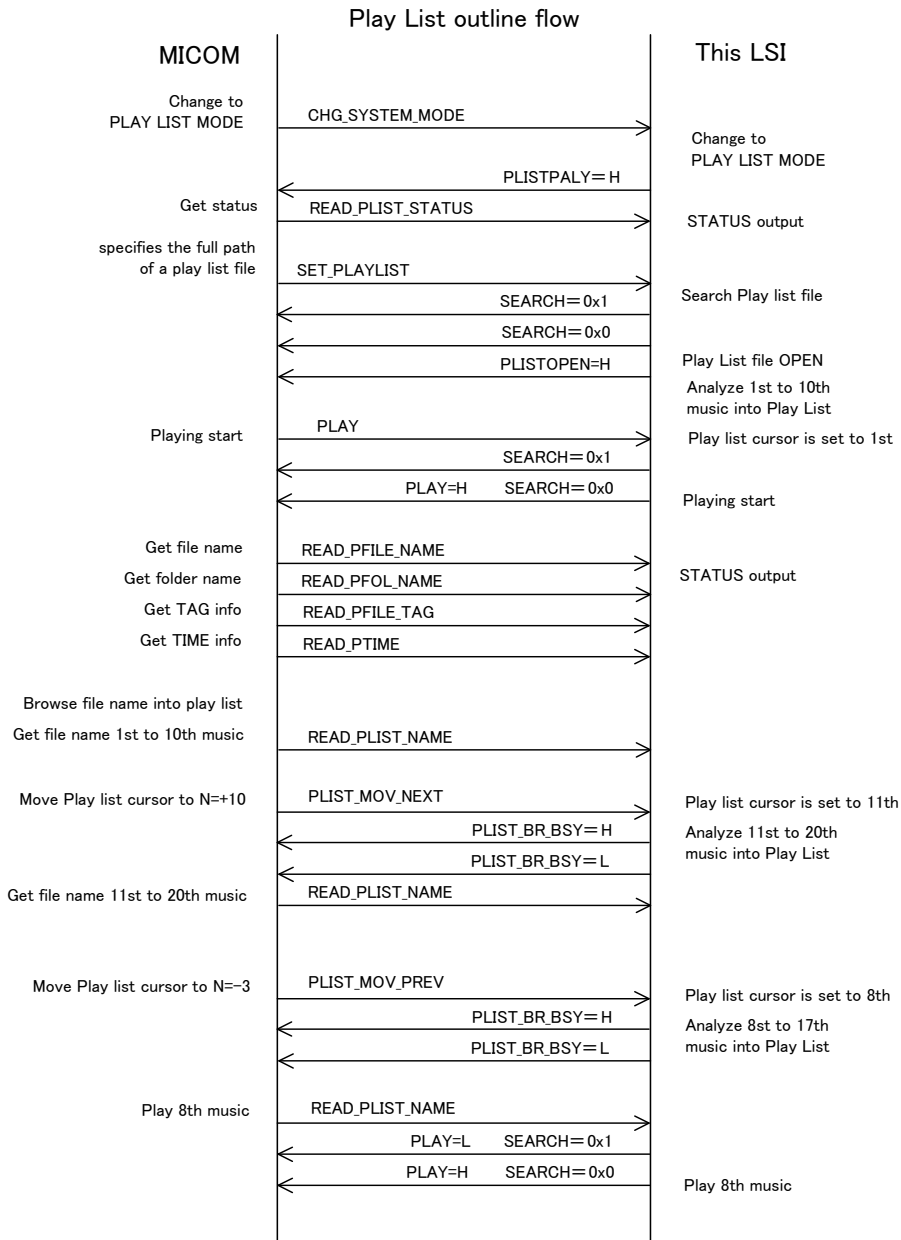 Play List outline flow
MICOM
This LSI
Change to
PLAY LIST MODE
CHG_SYSTEM_MODE
Change to
PLAY LIST MODE
PLISTPALY=H
Get status
READ_PLIST_STATUS
STATUS output
specifies the full path
of a play list file
SET_PLAYLIST
SEARCH=0x1
Search Play list file
SEARCH=0x0
PLISTOPEN=H
Play List file OPEN
Analyze 1st to 10th
music into Play List
Playing start
PLAY
Play list cursor is set to 1st
SEARCH=0x1
PLAY=H SEARCH=0x0
Playing start
Get file name
READ_PFILE_NAME
Get folder name
READ_PFOL_NAME
STATUS output
Get TAG info
READ_PFILE_TAG
Get TIME info
READ_PTIME
Browse file name into play list
Get file name 1st to 10th music
READ_PLIST_NAME
Move Play list cursor to N=+10
PLIST_MOV_NEXT
Play list cursor is set to 11th
PLIST_BR_BSY=H
Analyze 11st to 20th
music into Play List
PLIST_BR_BSY=L
Get file name 11st to 20th music
READ_PLIST_NAME
Move Play list cursor to N=-3
PLIST_MOV_PREV
Play list cursor is set to 8th
PLIST_BR_BSY=H
Analyze 8st to 17th
music into Play List
PLIST_BR_BSY=L
Play 8th music
READ_PLIST_NAME
PLAY=L SEARCH=0x1
PLAY=H SEARCH=0x0
Play 8th music